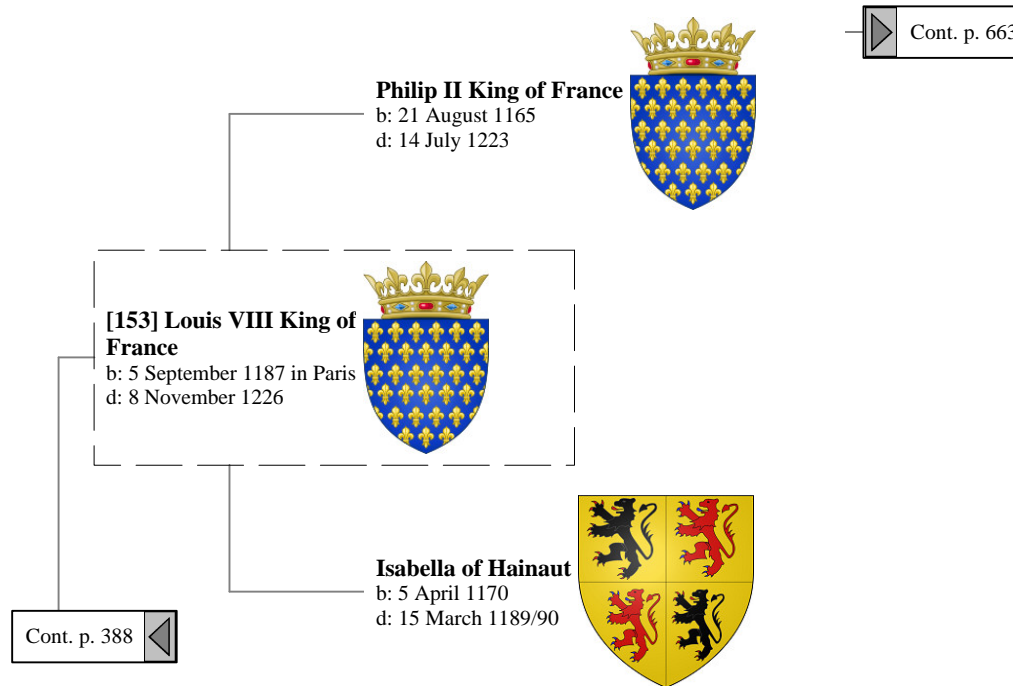 Cont. p. 663
Philip II King of France
b: 21 August 1165
d: 14 July 1223
[153] Louis VIII King of
France
b: 5 September 1187 in Paris
d: 8 November 1226
Isabella of Hainaut
b: 5 April 1170
d: 15 March 1189/90
Cont. p. 388